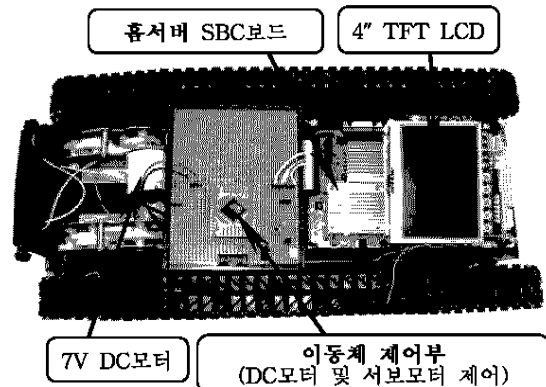 홈서버 SBC보드
4" TFT LCD
7V DC모터
이동체 제어부
(DC모터 및 서보모터 제어)